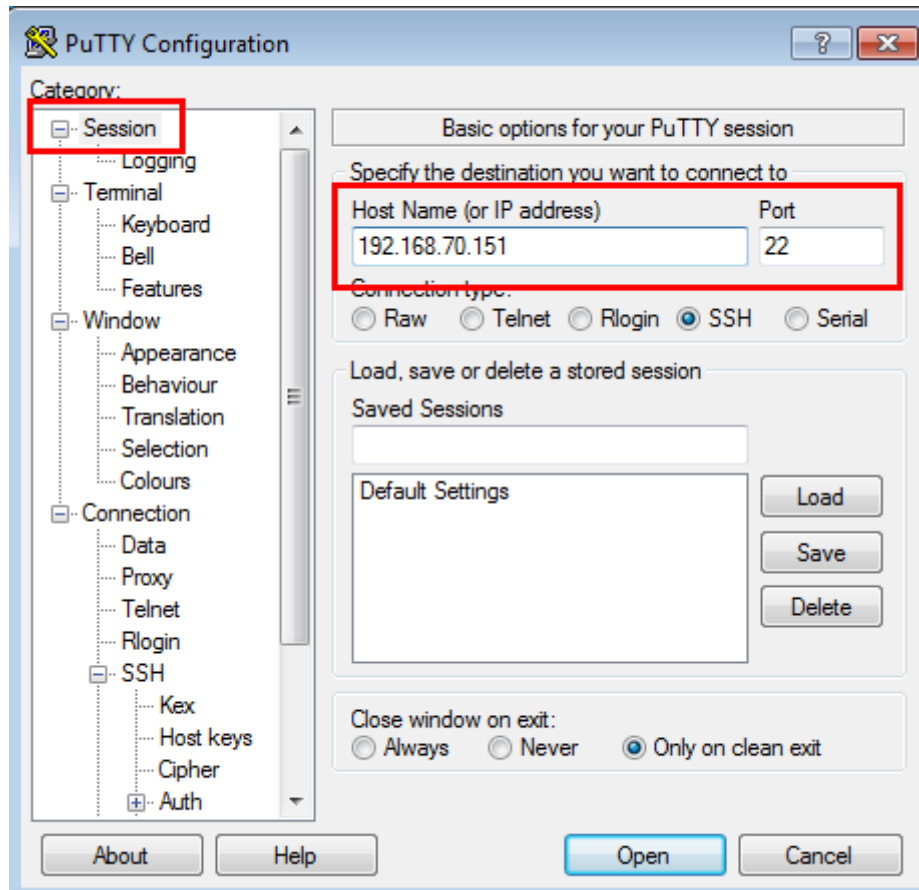 PuTTY Configuration
Category:
Session
Logging
Terminal
Keyboard
Bell
Features
Window
Appearance
Behaviour
Translation
Selection
Colours
Connection
Data
Proxy
Telnet
Rlogin
SSH
Kex
Host keys
Cipher
Auth
Basic options for your PuTTY session
Specify the destination you want to connect to
Host Name (or IP address) Port
192.168.70.151 22
Connection type:
Raw Telnet Rlogin SSH Serial
Load, save or delete a stored session
Saved Sessions
Default Settings
Load
Save
Delete
Close window on exit:
Always Never Only on clean exit
About Help Open Cancel